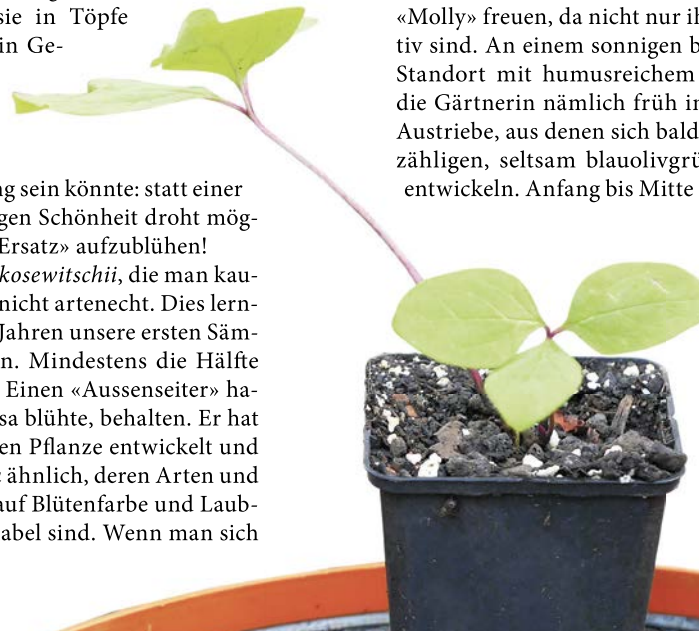 sie in Töpfe
in Ge-
ng sein könnte: statt einer
gen Schönheit droht mög-
Ersatz» aufzublühen!
kosewitschii, die man kau-
nicht artenecht. Dies lern-
Jahren unsere ersten Säm-
n. Mindestens die Hälfte
Einen «Aussenseiter» ha-
sa blühte, behalten. Er hat
en Pflanze entwickelt und
ähnlich, deren Arten und
auf Blütenfarbe und Laub-
abel sind. Wenn man sich
«Molly» freuen, da nicht nur ih
tiv sind. An einem sonnigen b
Standort mit humusreichem
die Gärtnerin nämlich früh i
Austriebe, aus denen sich bald
zähligen, seltsam blauolivgrü
entwickeln. Anfang bis Mitte